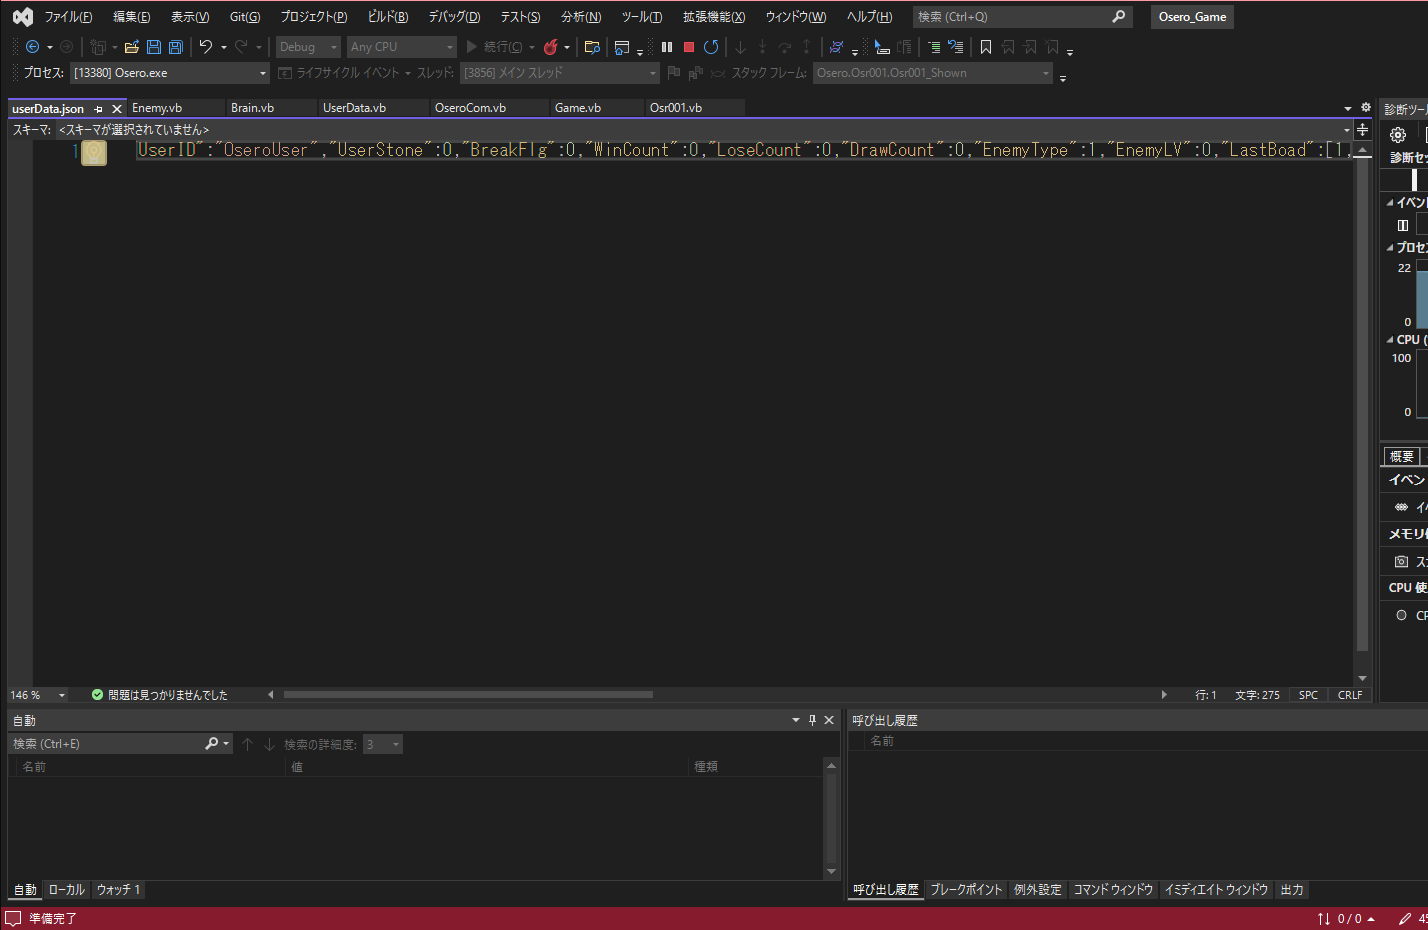 ファイル(F) 編集(E) 表示(V) Git(G) プロジェクト(P) ビルド(B) デバッグ(D) テスト(S) 分析(N) ツール(T) 拡張機能(X) ウィンドウ(W) ヘルプ(H) 検索 (Ctrl+Q) Osero_Game
Debug Any CPU 続行(C)
プロセス: [13380] Osero.exe ライフサイクル イベント スレッド: [3856] メイン スレッド スタック フレーム: Osero.Osr001.Osr001_Shown
userData.json Enemy.vb Brain.vb UserData.vb OseroCom.vb Game.vb Osr001.vb 診断ツー
スキーマ: <スキーマが選択されていません>
1 UserID":"OseroUser","UserStone":0,"BreakFlg":0,"WinCount":0,"LoseCount":0,"DrawCount":0,"EnemyType":1,"EnemyLV":0,"LastBoad":[1,
診断セッ
イベン
プロセ
22
0
CPU (
100
0
概要
イベン
イベ
メモリ
ス
CPU 使
CP
146 % 問題は見つかりませんでした 行: 1 文字: 275 SPC CRLF
自動
検索 (Ctrl+E) 検索の詳細度: 3
名前 値 種類
自動 ローカル ウォッチ 1
呼び出し履歴
名前
呼び出し履歴 ブレークポイント 例外設定 コマンド ウィンドウ イミディエイト ウィンドウ 出力
準備完了 0 / 0 45